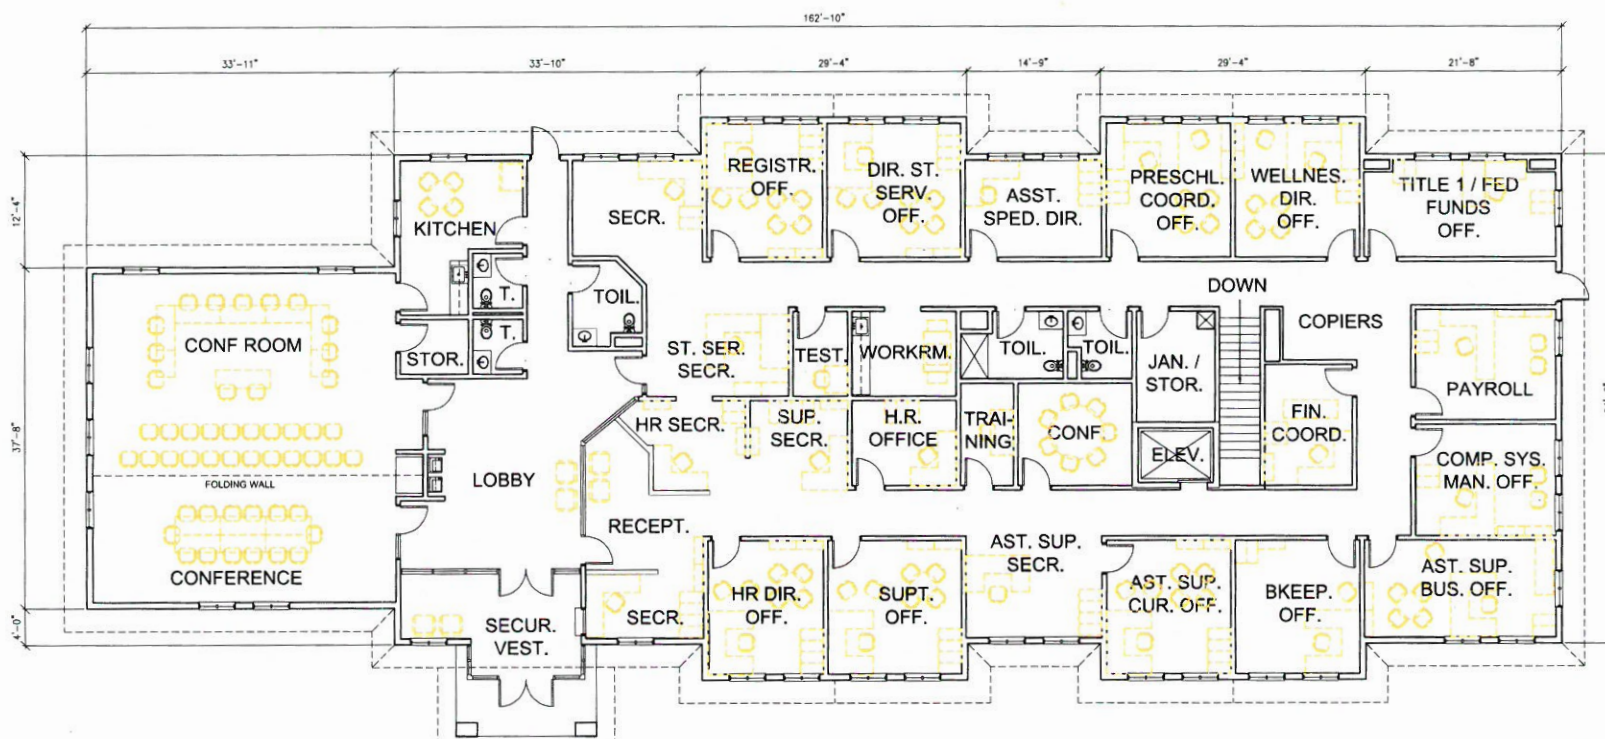 162'-10"
33'-11"
33'-10"
29'-4"
14'-9"
29'-4"
21'-8"
12'-4"
37'-8"
4'-0"
KITCHEN
SECR.
REGISTR.
OFF.
DIR. ST.
SERV.
OFF.
ASST.
SPED. DIR.
PRESCHL.
COORD.
OFF.
WELLNES.
DIR.
OFF.
TITLE 1 / FED
FUNDS
OFF.
T.
TOIL.
DOWN
CONF ROOM
STOR.
T.
ST. SER.
SECR.
TEST.
WORKRM.
TOIL.
TOIL.
JAN. /
STOR.
COPIERS
PAYROLL
HR SECR.
SUP.
SECR.
H.R.
OFFICE
TRAI-
NING
CONF.
ELEV.
FIN.
COORD.
COMP. SYS.
MAN. OFF.
LOBBY
FOLDING WALL
RECEPT.
CONFERENCE
SECUR.
VEST.
SECR.
HR DIR.
OFF.
SUPT.
OFF.
AST. SUP.
SECR.
AST. SUP.
CUR. OFF.
BKEEP.
OFF.
AST. SUP.
BUS. OFF.